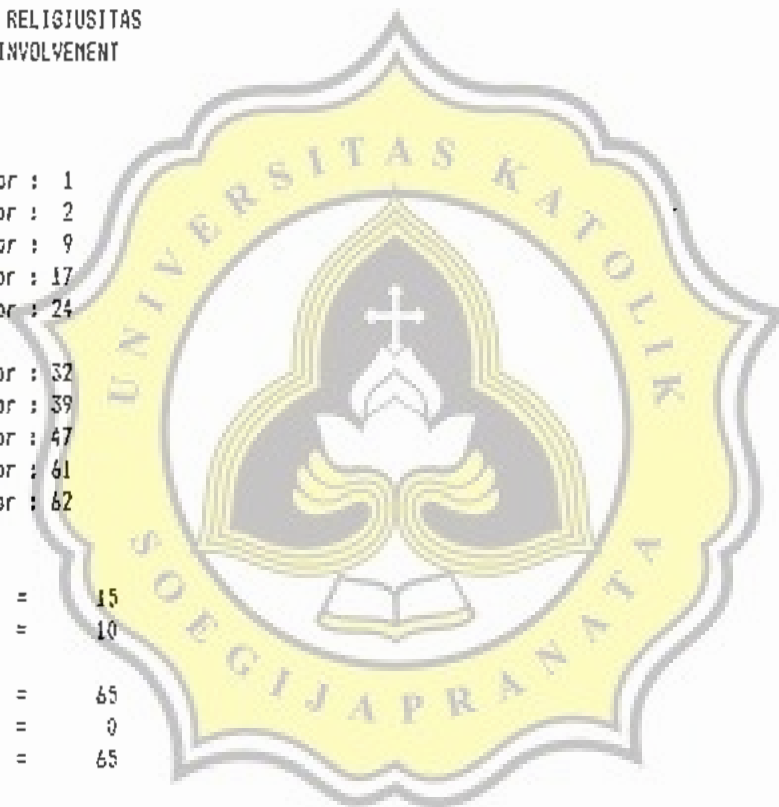 RELIGIUSITAS
INVOLVEMENT
or : 1
or : 2
or : 9
or : 17
or : 24
or : 32
or : 39
or : 47
or : 61
or : 62
= 15
= 10
= 65
= 0
= 65
UNIVERSITAS KATOLIK
SOEGIJAPRANATA